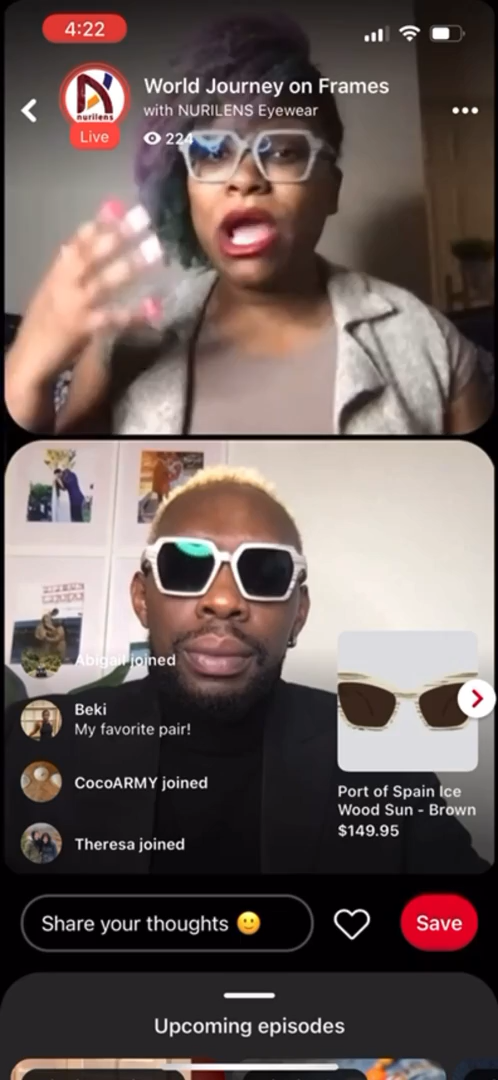 4:22
World Journey on Frames
nurilens
with NURILENS Eyewear
Live
224
Abigail joined
Beki
My favorite pair!
CocoARMY joined
Theresa joined
Port of Spain Ice
Wood Sun - Brown
$149.95
Share your thoughts 🙂
Save
Upcoming episodes